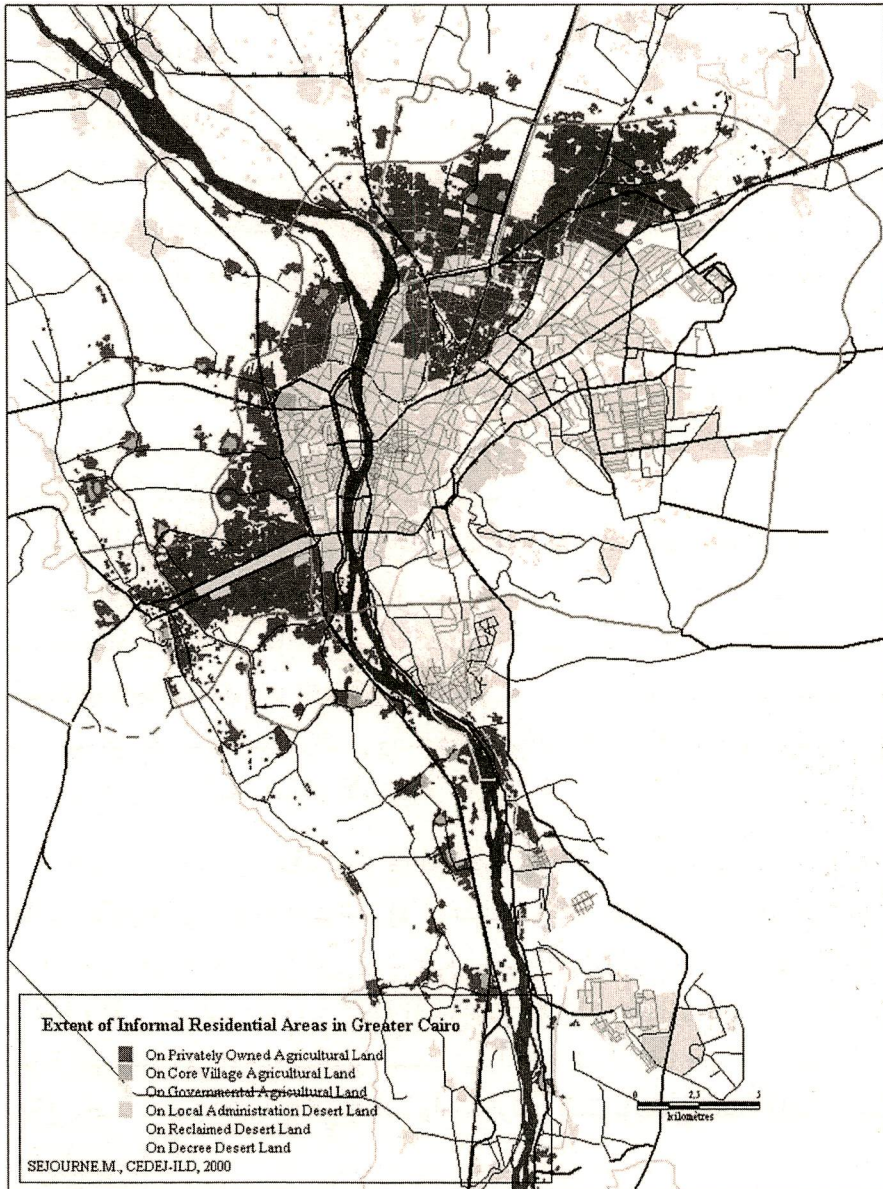 Extent of Informal Residential Areas in Greater Cairo
On Privately Owned Agricultural Land
On Core Village Agricultural Land
On Governmental Agricultural Land
On Local Administration Desert Land
On Reclaimed Desert Land
On Decree Desert Land
SEJOURNE.M., CEDEJ-ILD, 2000
0 2,5 5
kilomètres